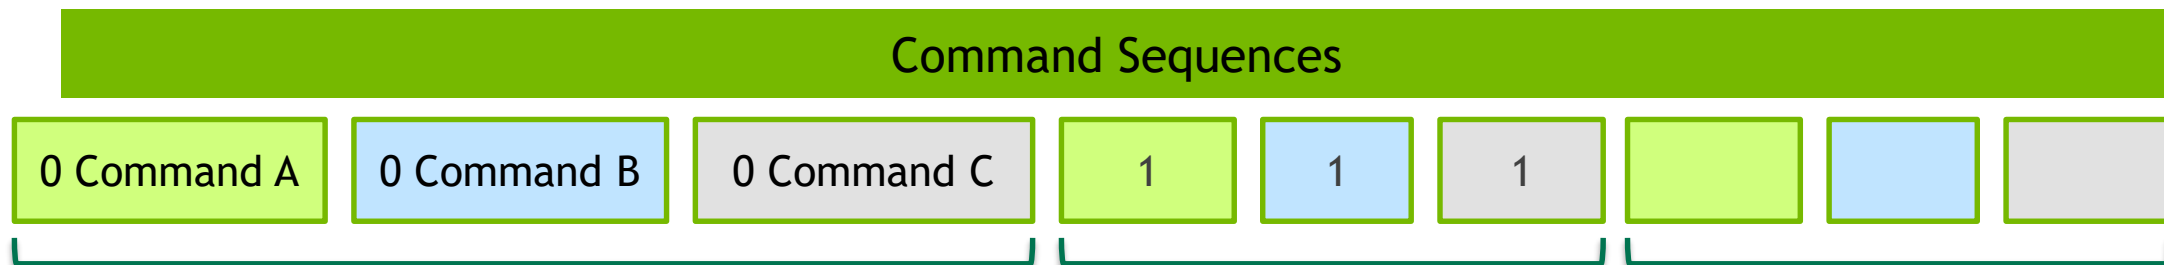 Command Sequences
0 Command A 0 Command B 0 Command C 1 1 1